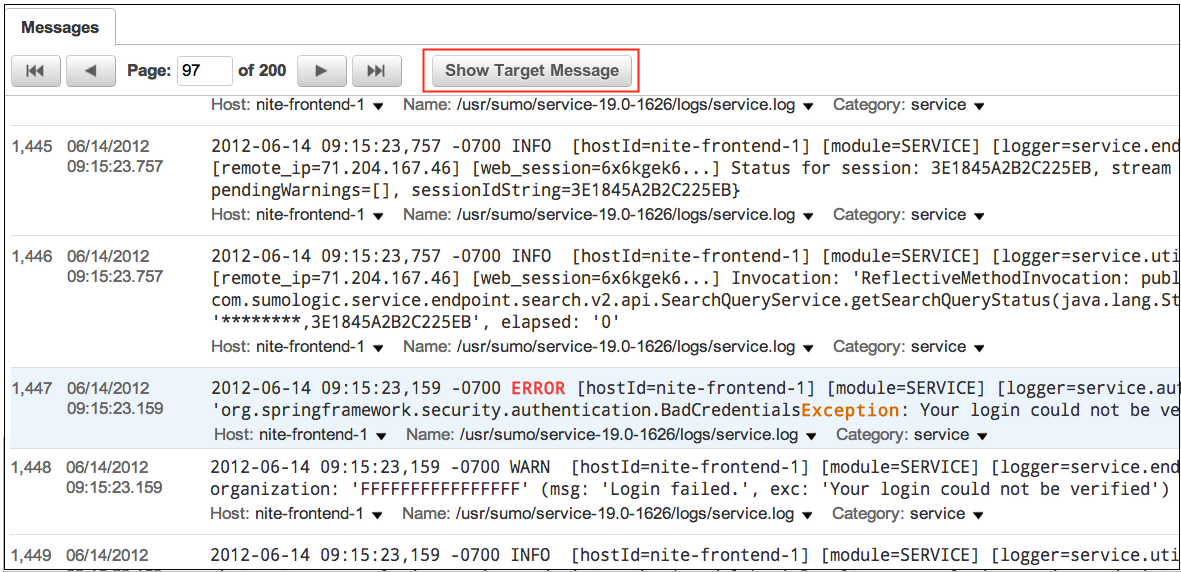 Messages
Page: 97 of 200 Show Target Message
Host: nite-frontend-1 Name: /usr/sumo/service-19.0-1626/logs/service.log Category: service
1,445 06/14/2012 2012-06-14 09:15:23,757 -0700 INFO [hostId=nite-frontend-1] [module=SERVICE] [logger=service.end
09:15:23.757 [remote_ip=71.204.167.46] [web_session=6x6kgek6...] Status for session: 3E1845A2B2C225EB, stream
pendingWarnings=[], sessionIdString=3E1845A2B2C225EB}
Host: nite-frontend-1 Name: /usr/sumo/service-19.0-1626/logs/service.log Category: service
1,446 06/14/2012 2012-06-14 09:15:23,757 -0700 INFO [hostId=nite-frontend-1] [module=SERVICE] [logger=service.uti
09:15:23.757 [remote_ip=71.204.167.46] [web_session=6x6kgek6...] Invocation: 'ReflectiveMethodInvocation: publ
com.sumologic.service.endpoint.search.v2.api.SearchQueryService.getSearchQueryStatus(java.lang.St
'********,3E1845A2B2C225EB', elapsed: '0'
Host: nite-frontend-1 Name: /usr/sumo/service-19.0-1626/logs/service.log Category: service
1,447 06/14/2012 2012-06-14 09:15:23,159 -0700 ERROR [hostId=nite-frontend-1] [module=SERVICE] [logger=service.au
09:15:23.159 'org.springframework.security.authentication.BadCredentialsException: Your login could not be ve
Host: nite-frontend-1 Name: /usr/sumo/service-19.0-1626/logs/service.log Category: service
1,448 06/14/2012 2012-06-14 09:15:23,159 -0700 WARN [hostId=nite-frontend-1] [module=SERVICE] [logger=service.end
09:15:23.159 organization: 'FFFFFFFFFFFFFFFF' (msg: 'Login failed.', exc: 'Your login could not be verified')
Host: nite-frontend-1 Name: /usr/sumo/service-19.0-1626/logs/service.log Category: service
1,449 06/14/2012 2012-06-14 09:15:23,159 -0700 INFO [hostId=nite-frontend-1] [module=SERVICE] [logger=service.uti